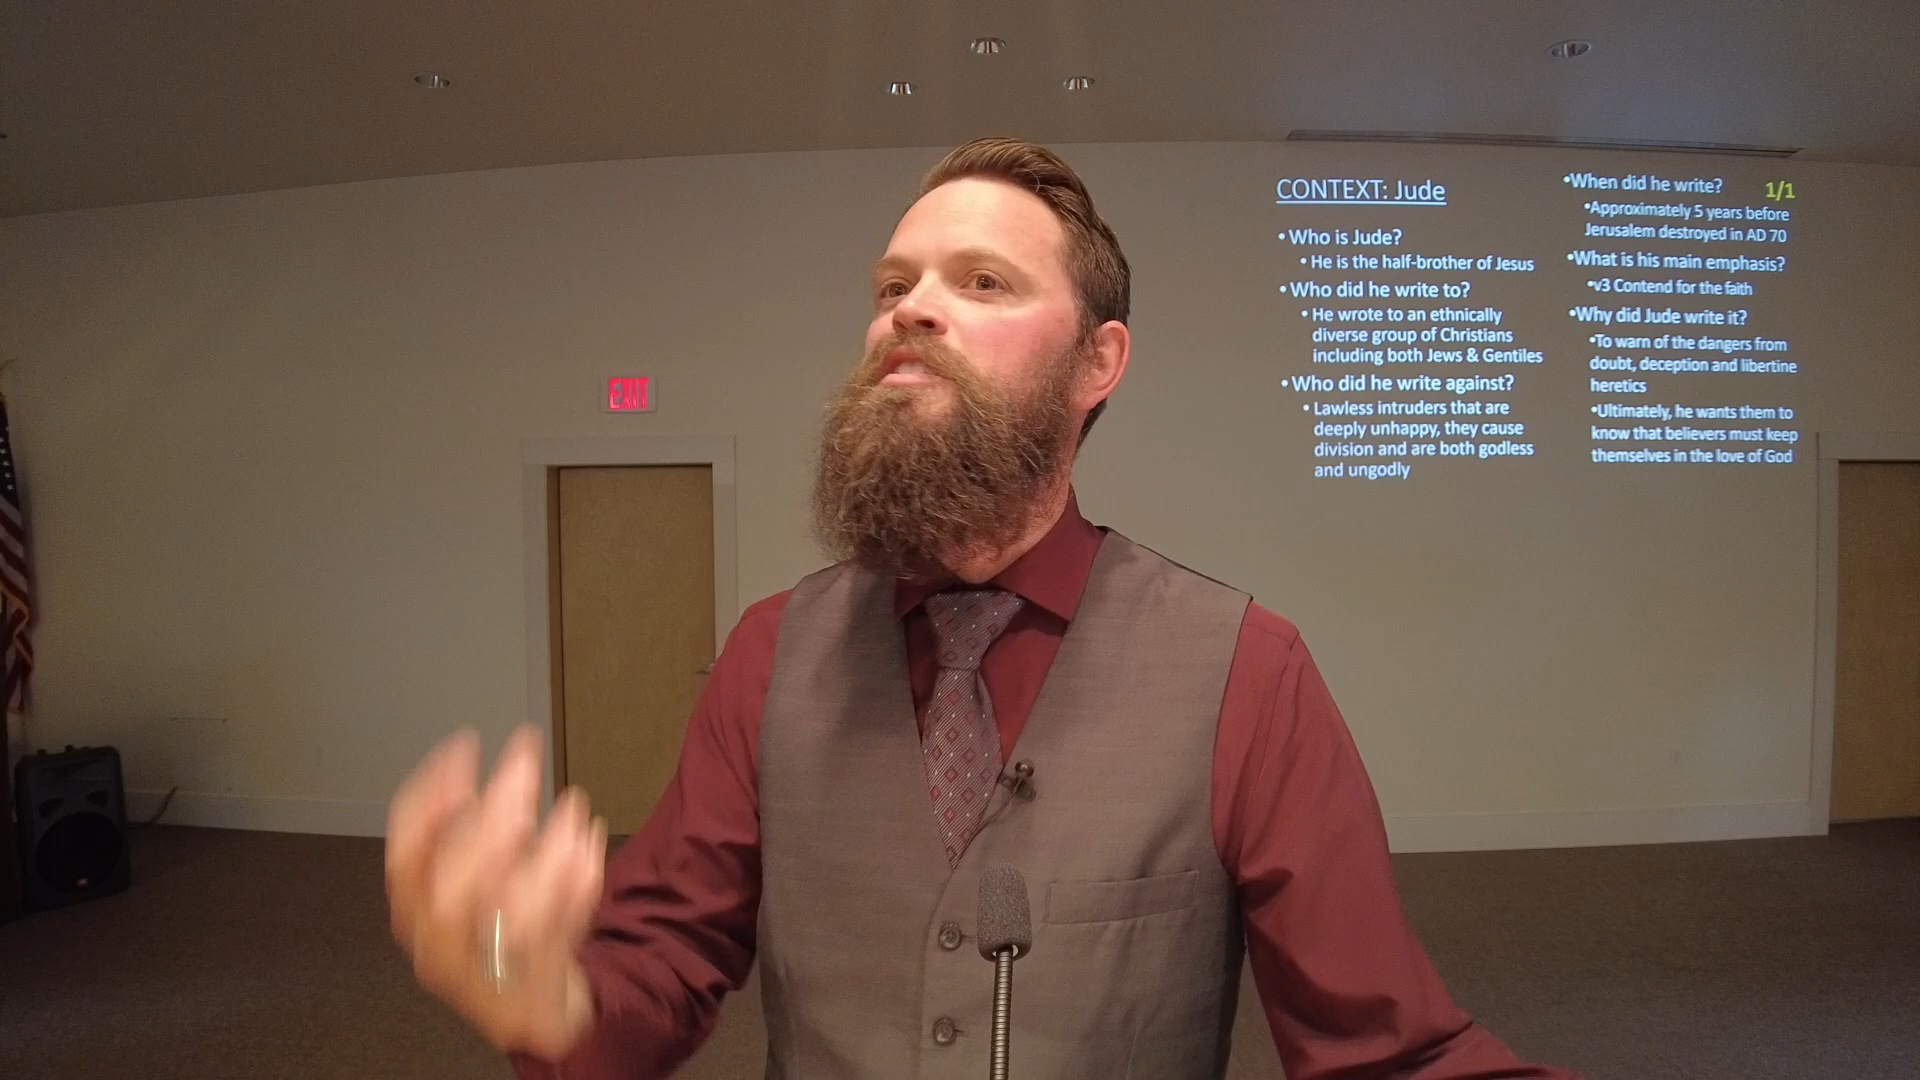 CONTEXT: Jude
•Who is Jude?
•He is the half-brother of Jesus
•Who did he write to?
•He wrote to an ethnically
diverse group of Christians
including both Jews & Gentiles
•Who did he write against?
•Lawless intruders that are
deeply unhappy, they cause
division and are both godless
and ungodly
•When did he write?
1/1
•Approximately 5 years before
Jerusalem destroyed in AD 70
•What is his main emphasis?
•v3 Contend for the faith
•Why did Jude write it?
•To warn of the dangers from
doubt, deception and libertine
heretics
•Ultimately, he wants them to
know that believers must keep
themselves in the love of God
EXIT